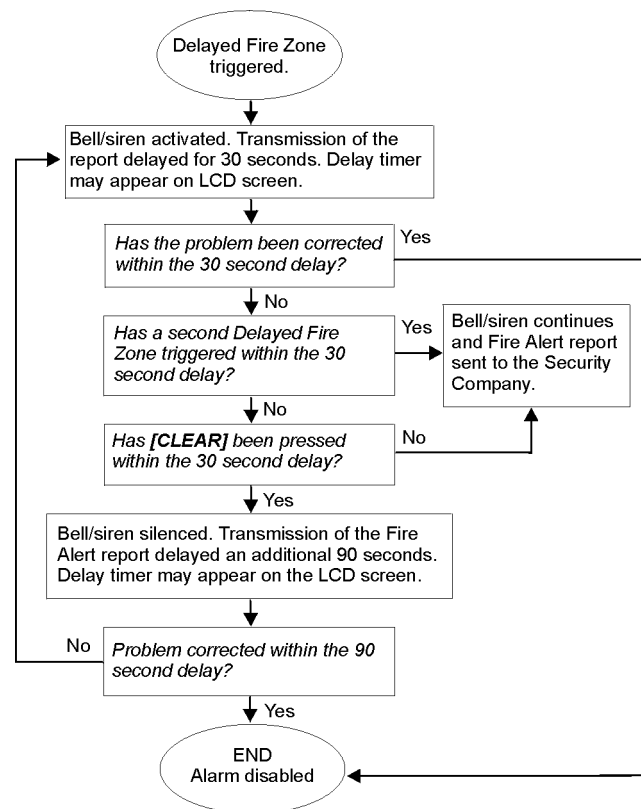 Delayed Fire Zone
triggered.
Bell/siren activated. Transmission of the
report delayed for 30 seconds. Delay timer
may appear on LCD screen.
Has the problem been corrected
within the 30 second delay?
Yes
No
Has a second Delayed Fire
Zone triggered within the 30
second delay?
Yes
Bell/siren continues
and Fire Alert report
sent to the Security
Company.
No
Has [CLEAR] been pressed
within the 30 second delay?
No
Yes
Bell/siren silenced. Transmission of the Fire
Alert report delayed an additional 90 seconds.
Delay timer may appear on the LCD screen.
No
Problem corrected within the 90
second delay?
Yes
END
Alarm disabled